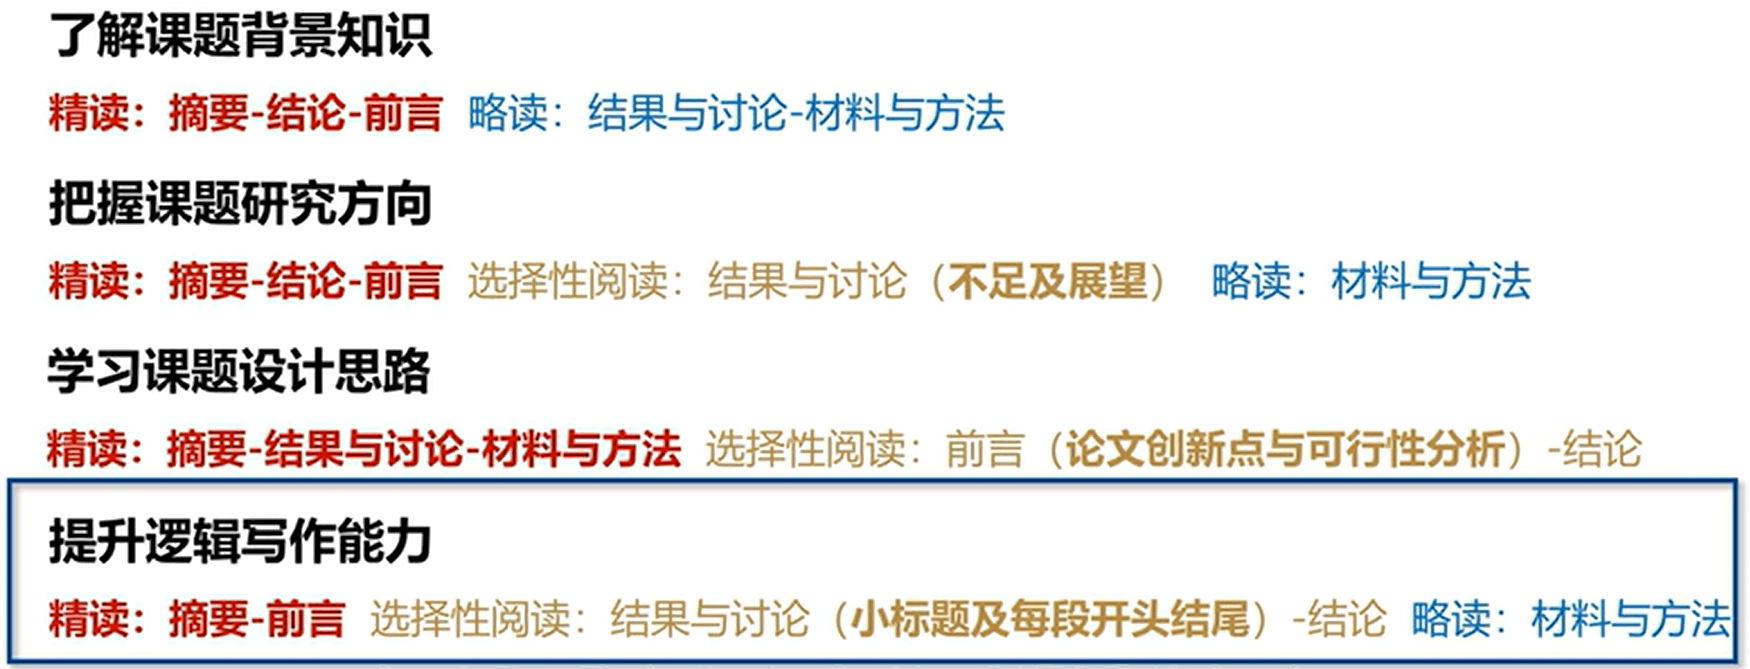 了解课题背景知识
精读：摘要-结论-前言 略读：结果与讨论-材料与方法
把握课题研究方向
精读：摘要-结论-前言 选择性阅读：结果与讨论（不足及展望） 略读：材料与方法
学习课题设计思路
精读：摘要-结果与讨论-材料与方法 选择性阅读：前言（论文创新点与可行性分析）-结论
提升逻辑写作能力
精读：摘要-前言 选择性阅读：结果与讨论（小标题及每段开头结尾）-结论 略读：材料与方法